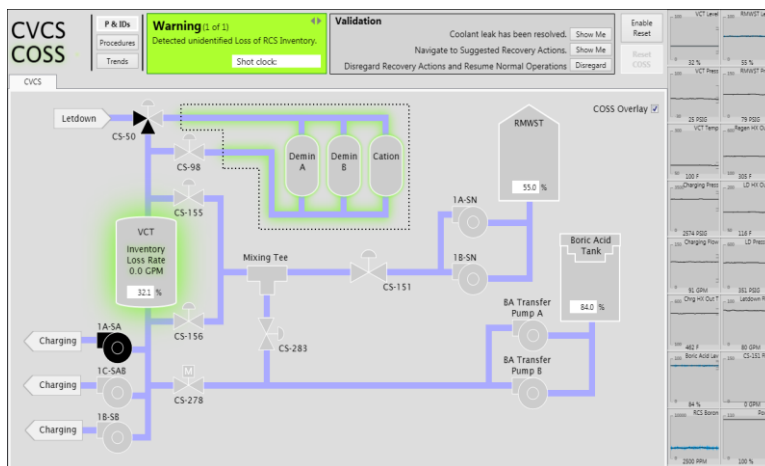 CVCS
COSS
P & IDs
Procedures
Trends
Warning (1 of 1)
Detected unidentified Loss of RCS Inventory.
Shot clock:
Validation
Coolant leak has been resolved. Show Me
Navigate to Suggested Recovery Actions. Show Me
Disregard Recovery Actions and Resume Normal Operations Disregard
Enable
Reset
Reset
COSS
CVCS
COSS Overlay
Letdown
CS-50
CS-98
CS-155
Demin
A
Demin
B
Cation
RMWST
55.0 %
1A-SN
1B-SN
Boric Acid
Tank
84.0 %
VCT
Inventory
Loss Rate
0.0 GPM
32.1 %
Mixing Tee
CS-151
CS-156
CS-283
BA Transfer
Pump A
BA Transfer
Pump B
Charging
1A-SA
Charging
1C-SAB
Charging
1B-SB
M
CS-278
VCT Level
32 %
RMWST
55 %
VCT Press
25 PSIG
79 PSIG
VCT Temp
100 F
Regen HX
305 F
Charging Press
2574 PSIG
LD HX
116 F
Charging Flow
91 GPM
LD Press
351 PSIG
Chrg HX Out T
462 F
Letdown
80 GPM
Boric Acid
84 %
CS-151
0 GPM
RCS Boron
2500 PPM
100 %